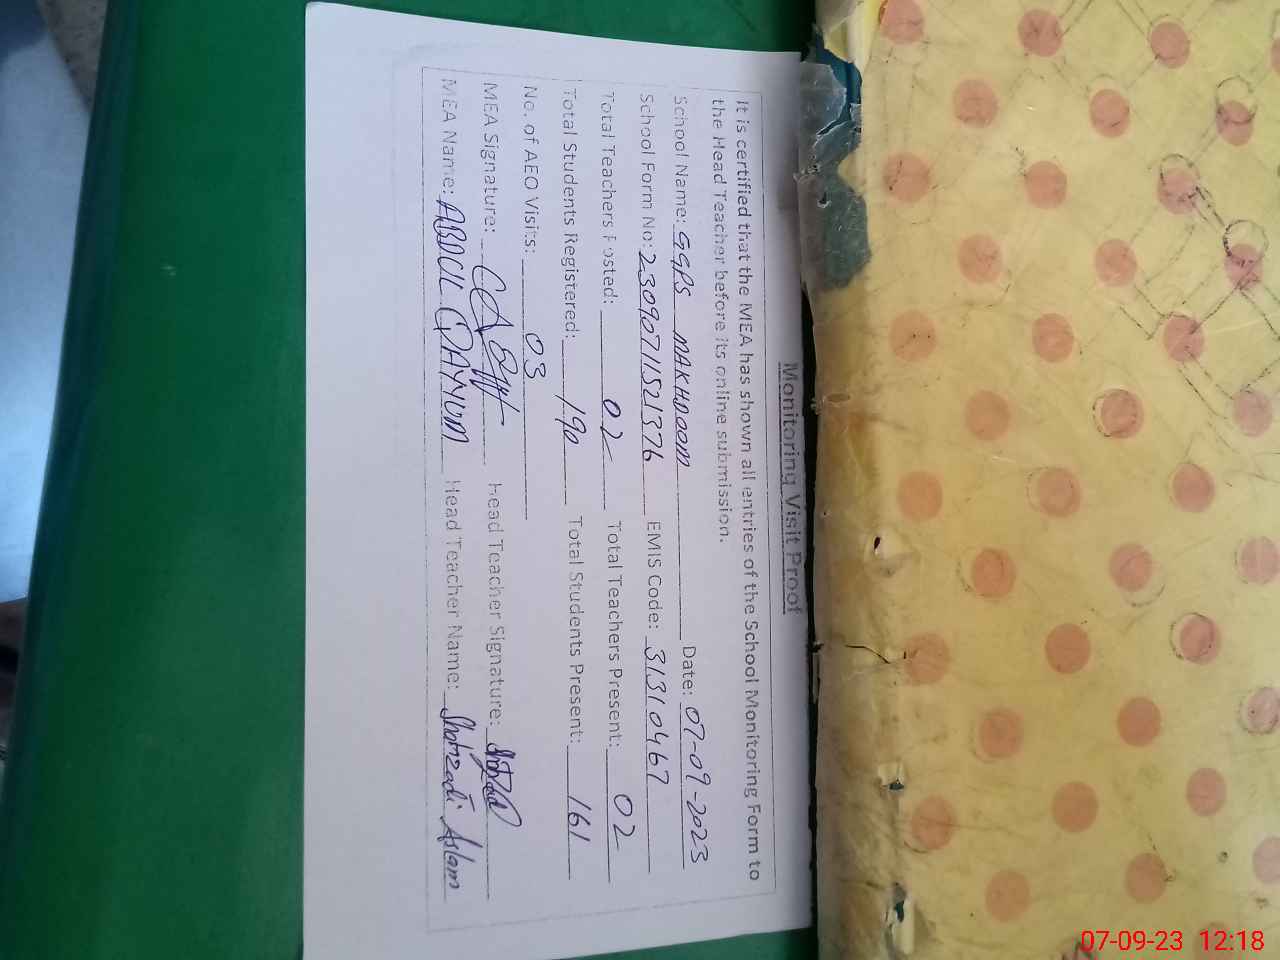 Monitoring Visit Proof
It is certified that the MEA has shown all entries of the School Monitoring Form to
the Head Teacher before its online submission.
School Name: GGPS MAKHDOOM Date: 07-09-2023
School Form No: 23090711521376 EMIS Code: 31310467
Total Teachers Posted: 02 Total Teachers Present: 02
Total Students Registered: 190 Total Students Present: 161
No. of AEO Visits: 03
MEA Signature: Head Teacher Signature:
MEA Name: ABDUL QAYYUM Head Teacher Name: Shahzadi Aslam
07-09-23 12:18